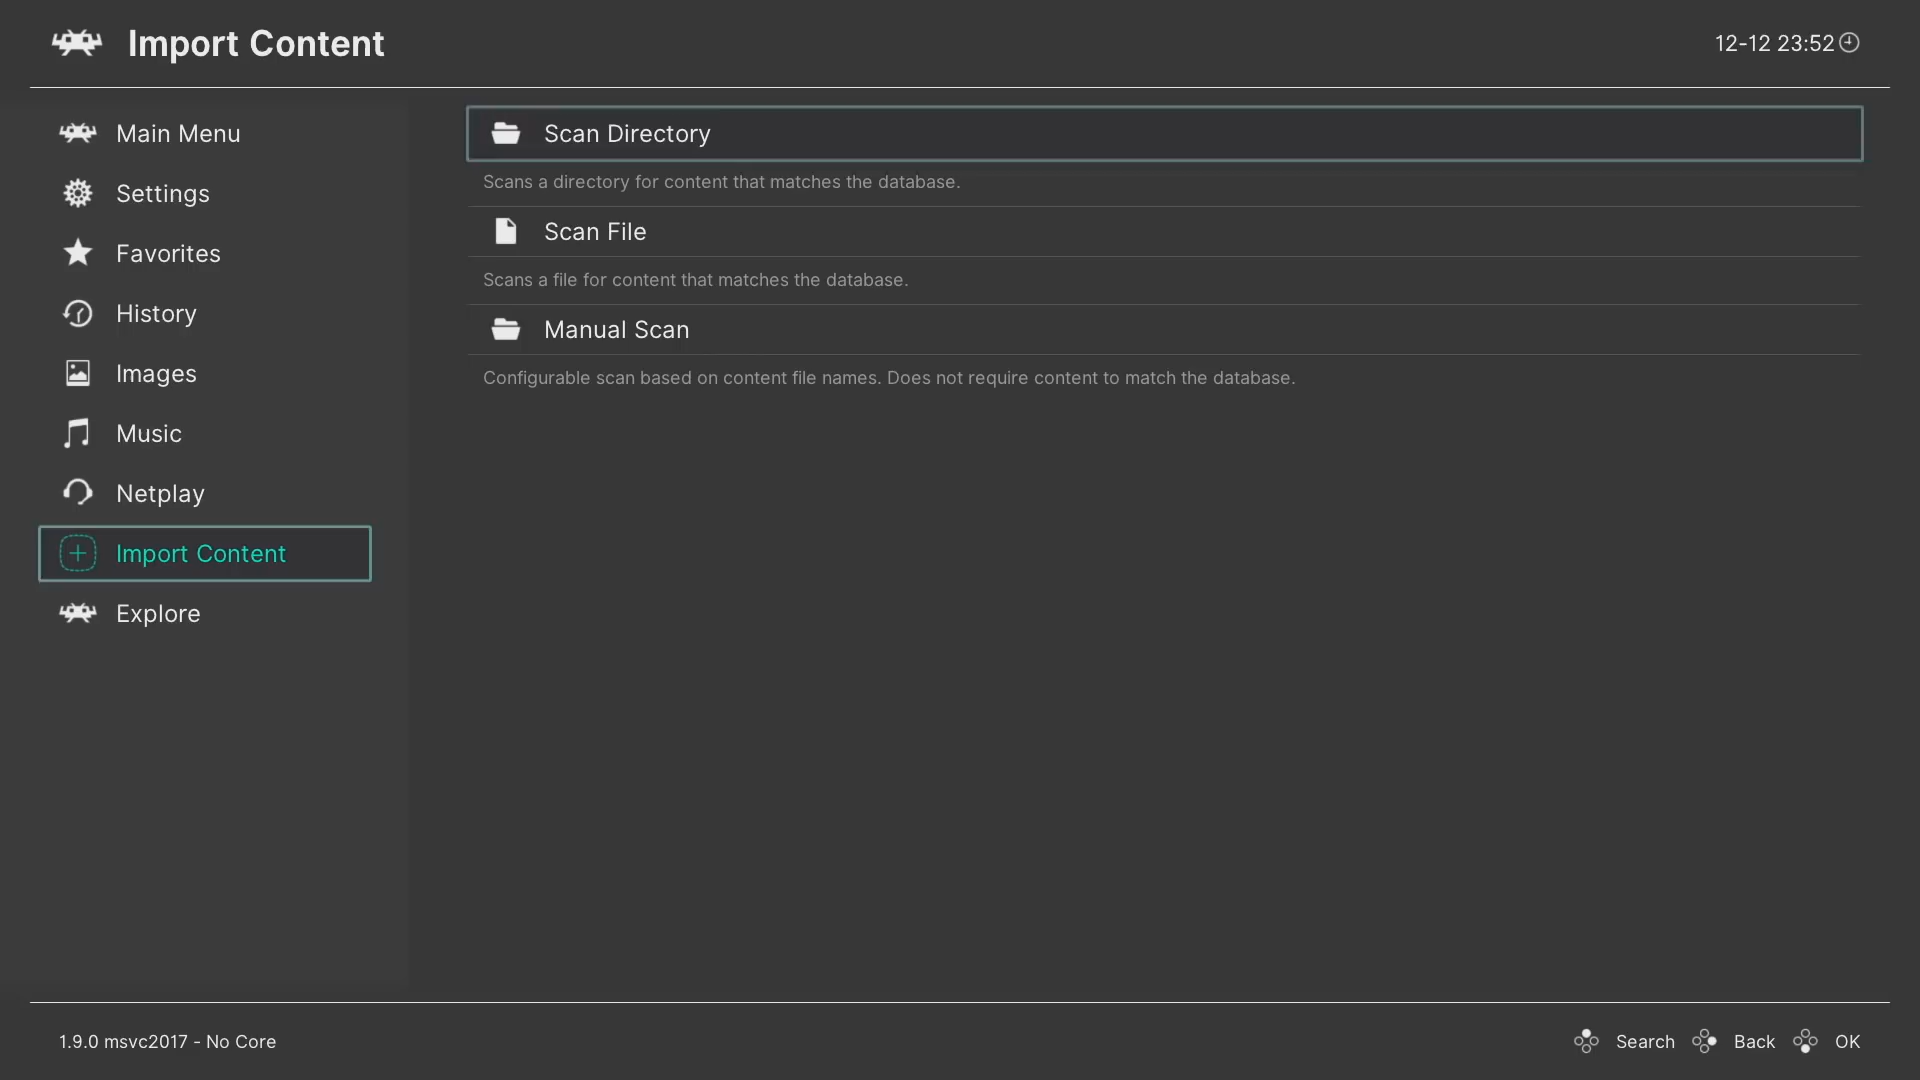 Import Content
12-12 23:52
Main Menu
Settings
Favorites
History
Images
Music
Netplay
Import Content
Explore
Scan Directory
Scans a directory for content that matches the database.
Scan File
Scans a file for content that matches the database.
Manual Scan
Configurable scan based on content file names. Does not require content to match the database.
1.9.0 msvc2017 - No Core
Search Back OK